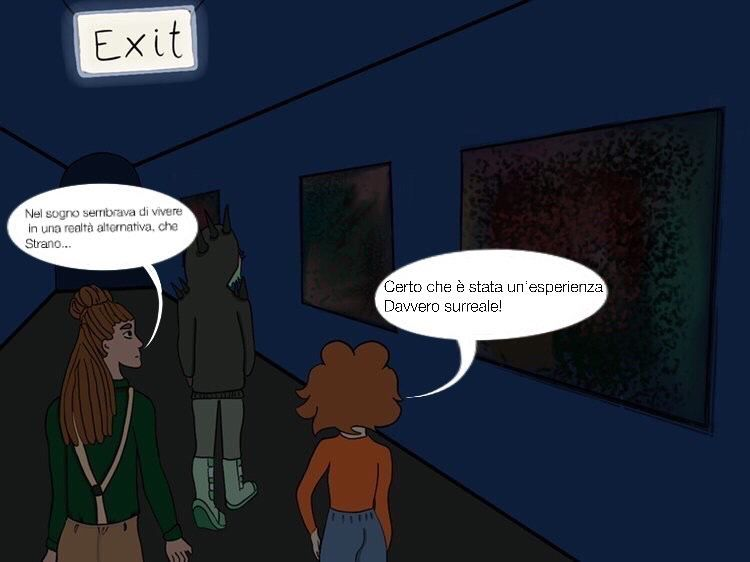 Exit
Nel sogno sembrava di vivere
in una realtà alternativa, che
Strano...
Certo che è stata un'esperienza
Davvero surreale!